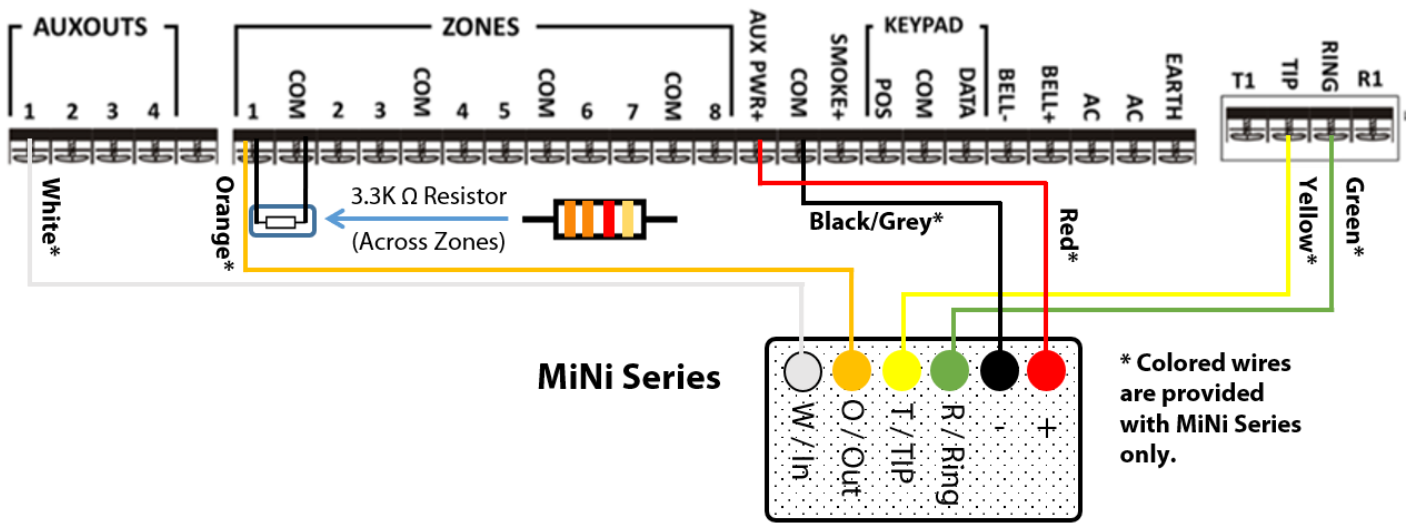 AUXOUTS
ZONES
KEYPAD
1 2 3 4
1 COM 2 3 COM 4 5 COM 6 7 COM 8 AUX PWR+ COM SMOKE+ POS COM DATA BELL- BELL+ AC AC EARTH
T1 TIP RING R1
White*
Orange*
3.3K Ω Resistor
(Across Zones)
Black/Grey*
Red*
Yellow*
Green*
MiNi Series
W / In
O / Out
T / TIP
R / Ring
-
+
* Colored wires
are provided
with MiNi Series
only.